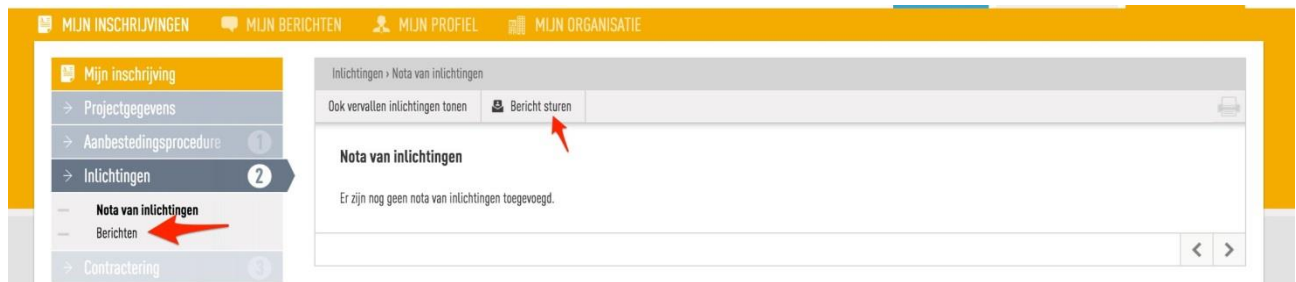 MIJN INSCHRIJVINGEN MIJN BERICHTEN MIJN PROFIEL MIJN ORGANISATIE
Mijn inschrijving
Projectgegevens
Aanbestedingsprocedure 1
Inlichtingen 2
Nota van inlichtingen
Berichten
Contractering 3
Inlichtingen › Nota van inlichtingen
Ook vervallen inlichtingen tonen Bericht sturen
Nota van inlichtingen
Er zijn nog geen nota van inlichtingen toegevoegd.